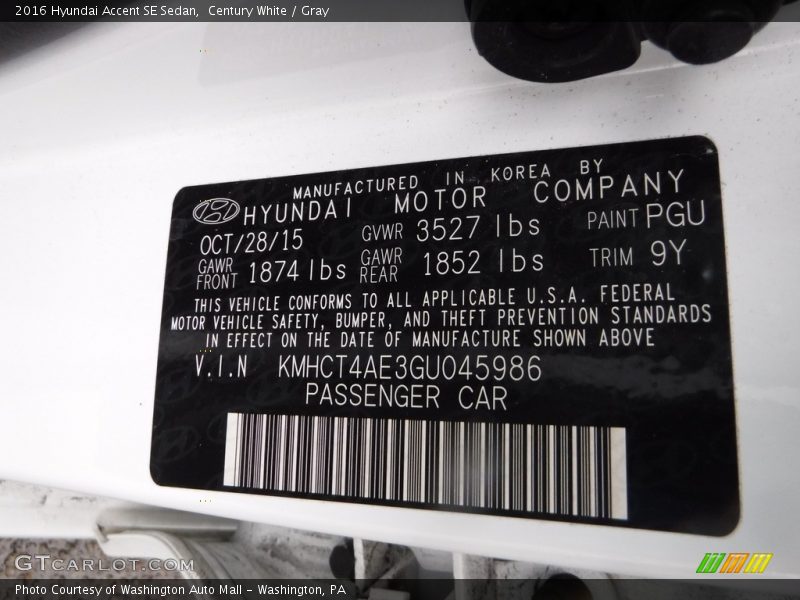 2016 Hyundai Accent SE Sedan,  Century White / Gray
MANUFACTURED IN KOREA BY
HYUNDAI MOTOR COMPANY
OCT/28/15 GVWR 3527 lbs PAINT PGU
GAWR FRONT 1874 lbs GAWR REAR 1852 lbs TRIM 9Y
THIS VEHICLE CONFORMS TO ALL APPLICABLE U.S.A. FEDERAL
MOTOR VEHICLE SAFETY, BUMPER, AND THEFT PREVENTION STANDARDS
IN EFFECT ON THE DATE OF MANUFACTURE SHOWN ABOVE
V.I.N KMHCT4AE3GU045986
PASSENGER CAR
GTCARLOT.COM
Photo Courtesy of Washington Auto Mall - Washington, PA